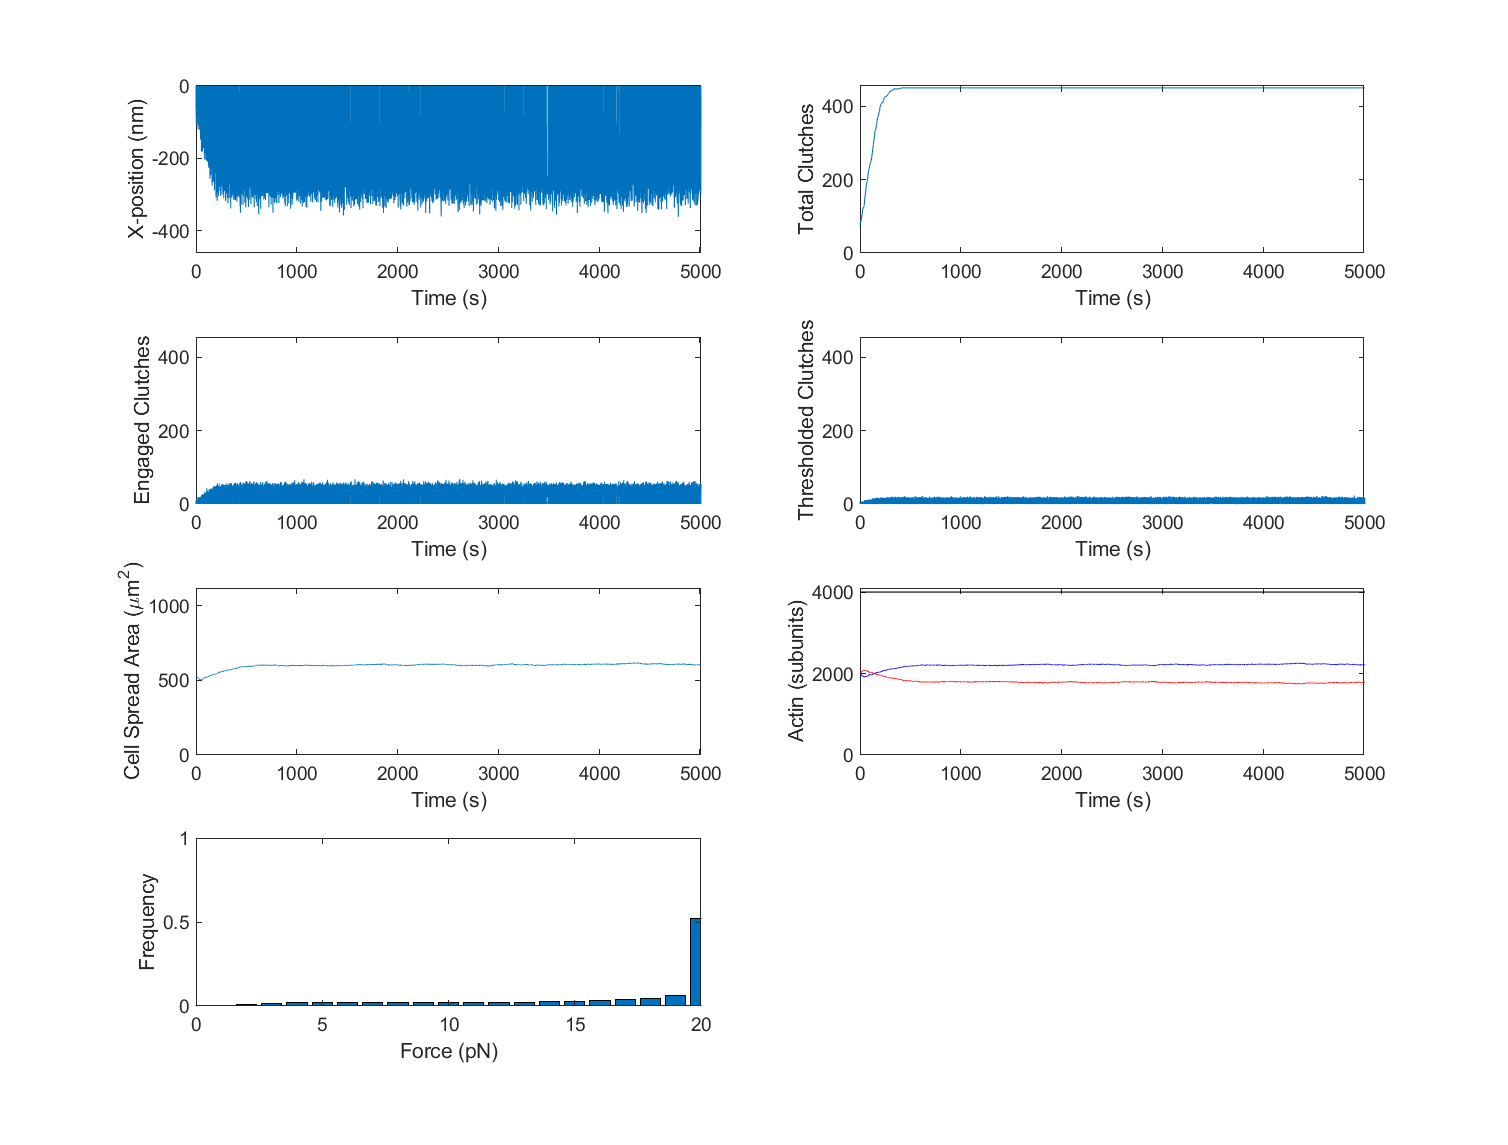 X-position (nm)
0
-200
-400
0 1000 2000 3000 4000 5000
Time (s)
Total Clutches
400
200
0
0 1000 2000 3000 4000 5000
Time (s)
Engaged Clutches
400
200
0
0 1000 2000 3000 4000 5000
Time (s)
Thresholded Clutches
400
200
0
0 1000 2000 3000 4000 5000
Time (s)
Cell Spread Area (μm²)
1000
500
0
0 1000 2000 3000 4000 5000
Time (s)
Actin (subunits)
4000
2000
0
0 1000 2000 3000 4000 5000
Time (s)
Frequency
1
0.5
0
0 5 10 15 20
Force (pN)